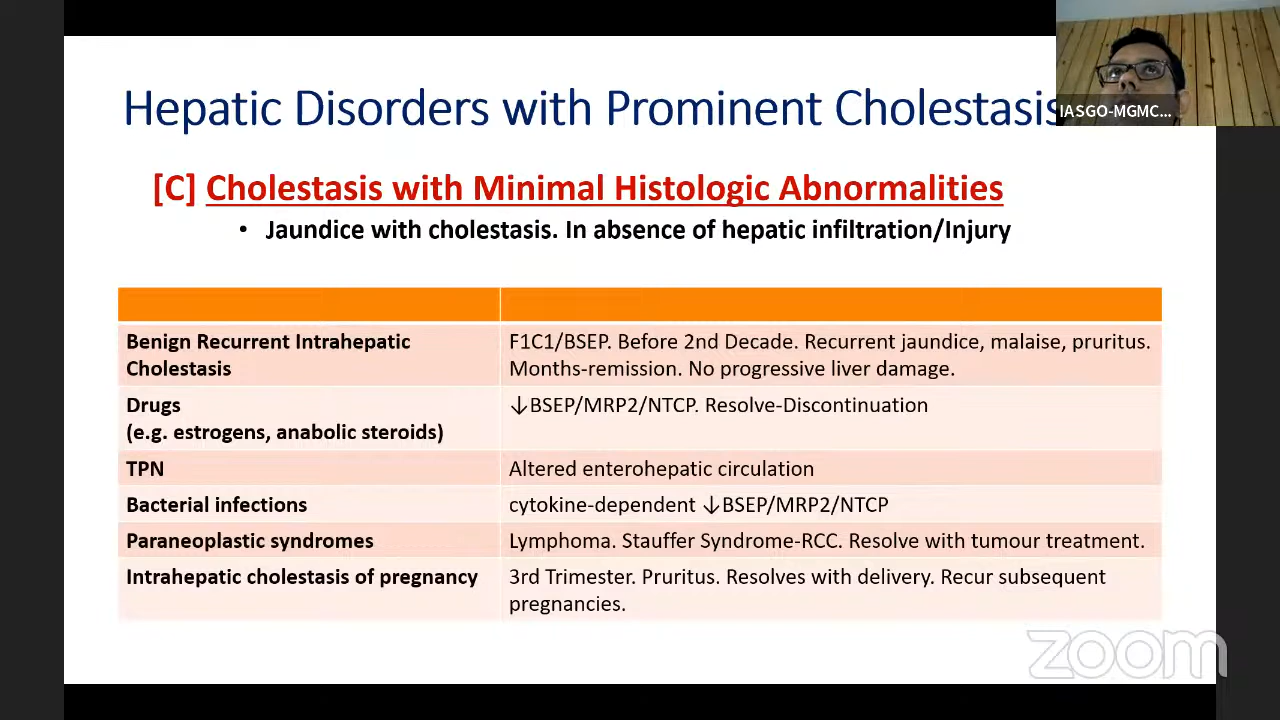 Hepatic Disorders with Prominent Cholestasis
IASGO-MGMC...
[C] Cholestasis with Minimal Histologic Abnormalities
• Jaundice with cholestasis. In absence of hepatic infiltration/Injury
Benign Recurrent Intrahepatic
Cholestasis
F1C1/BSEP. Before 2nd Decade. Recurrent jaundice, malaise, pruritus.
Months-remission. No progressive liver damage.
Drugs
(e.g. estrogens, anabolic steroids)
↓BSEP/MRP2/NTCP. Resolve-Discontinuation
TPN
Altered enterohepatic circulation
Bacterial infections
cytokine-dependent ↓BSEP/MRP2/NTCP
Paraneoplastic syndromes
Lymphoma. Stauffer Syndrome-RCC. Resolve with tumour treatment.
Intrahepatic cholestasis of pregnancy
3rd Trimester. Pruritus. Resolves with delivery. Recur subsequent
pregnancies.
zoom